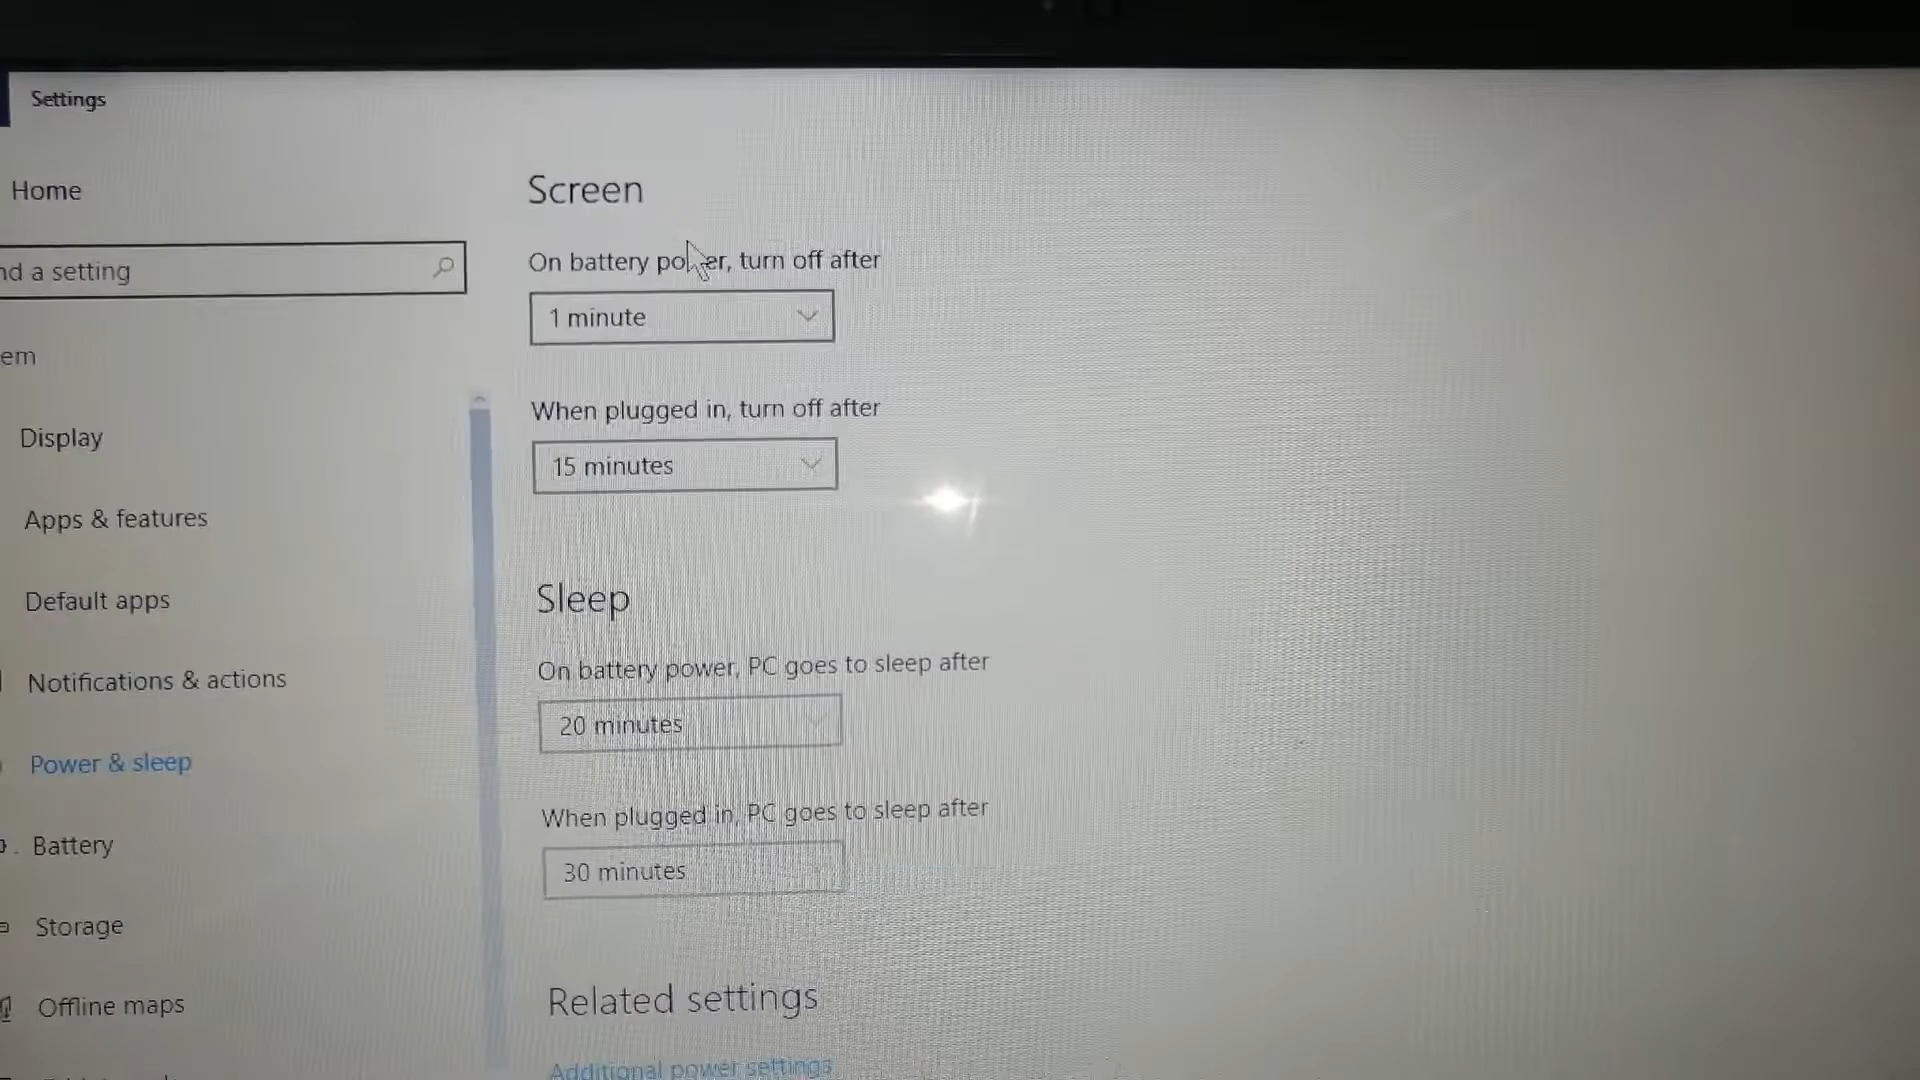 Settings
Home
nd a setting
em
Display
Apps & features
Default apps
Notifications & actions
Power & sleep
Battery
Storage
Offline maps
Screen
On battery power, turn off after
1 minute
When plugged in, turn off after
15 minutes
Sleep
On battery power, PC goes to sleep after
20 minutes
When plugged in, PC goes to sleep after
30 minutes
Related settings
Additional power settings